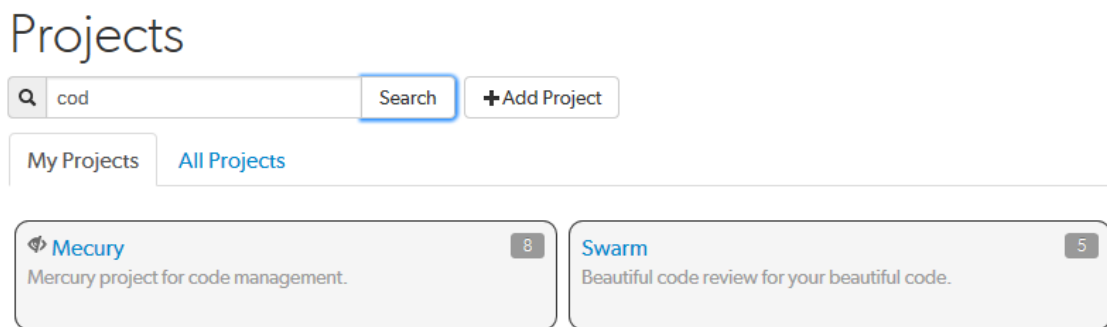 Projects
cod Search +Add Project
My Projects All Projects
Mecury 8 Swarm 5
Mercury project for code management. Beautiful code review for your beautiful code.